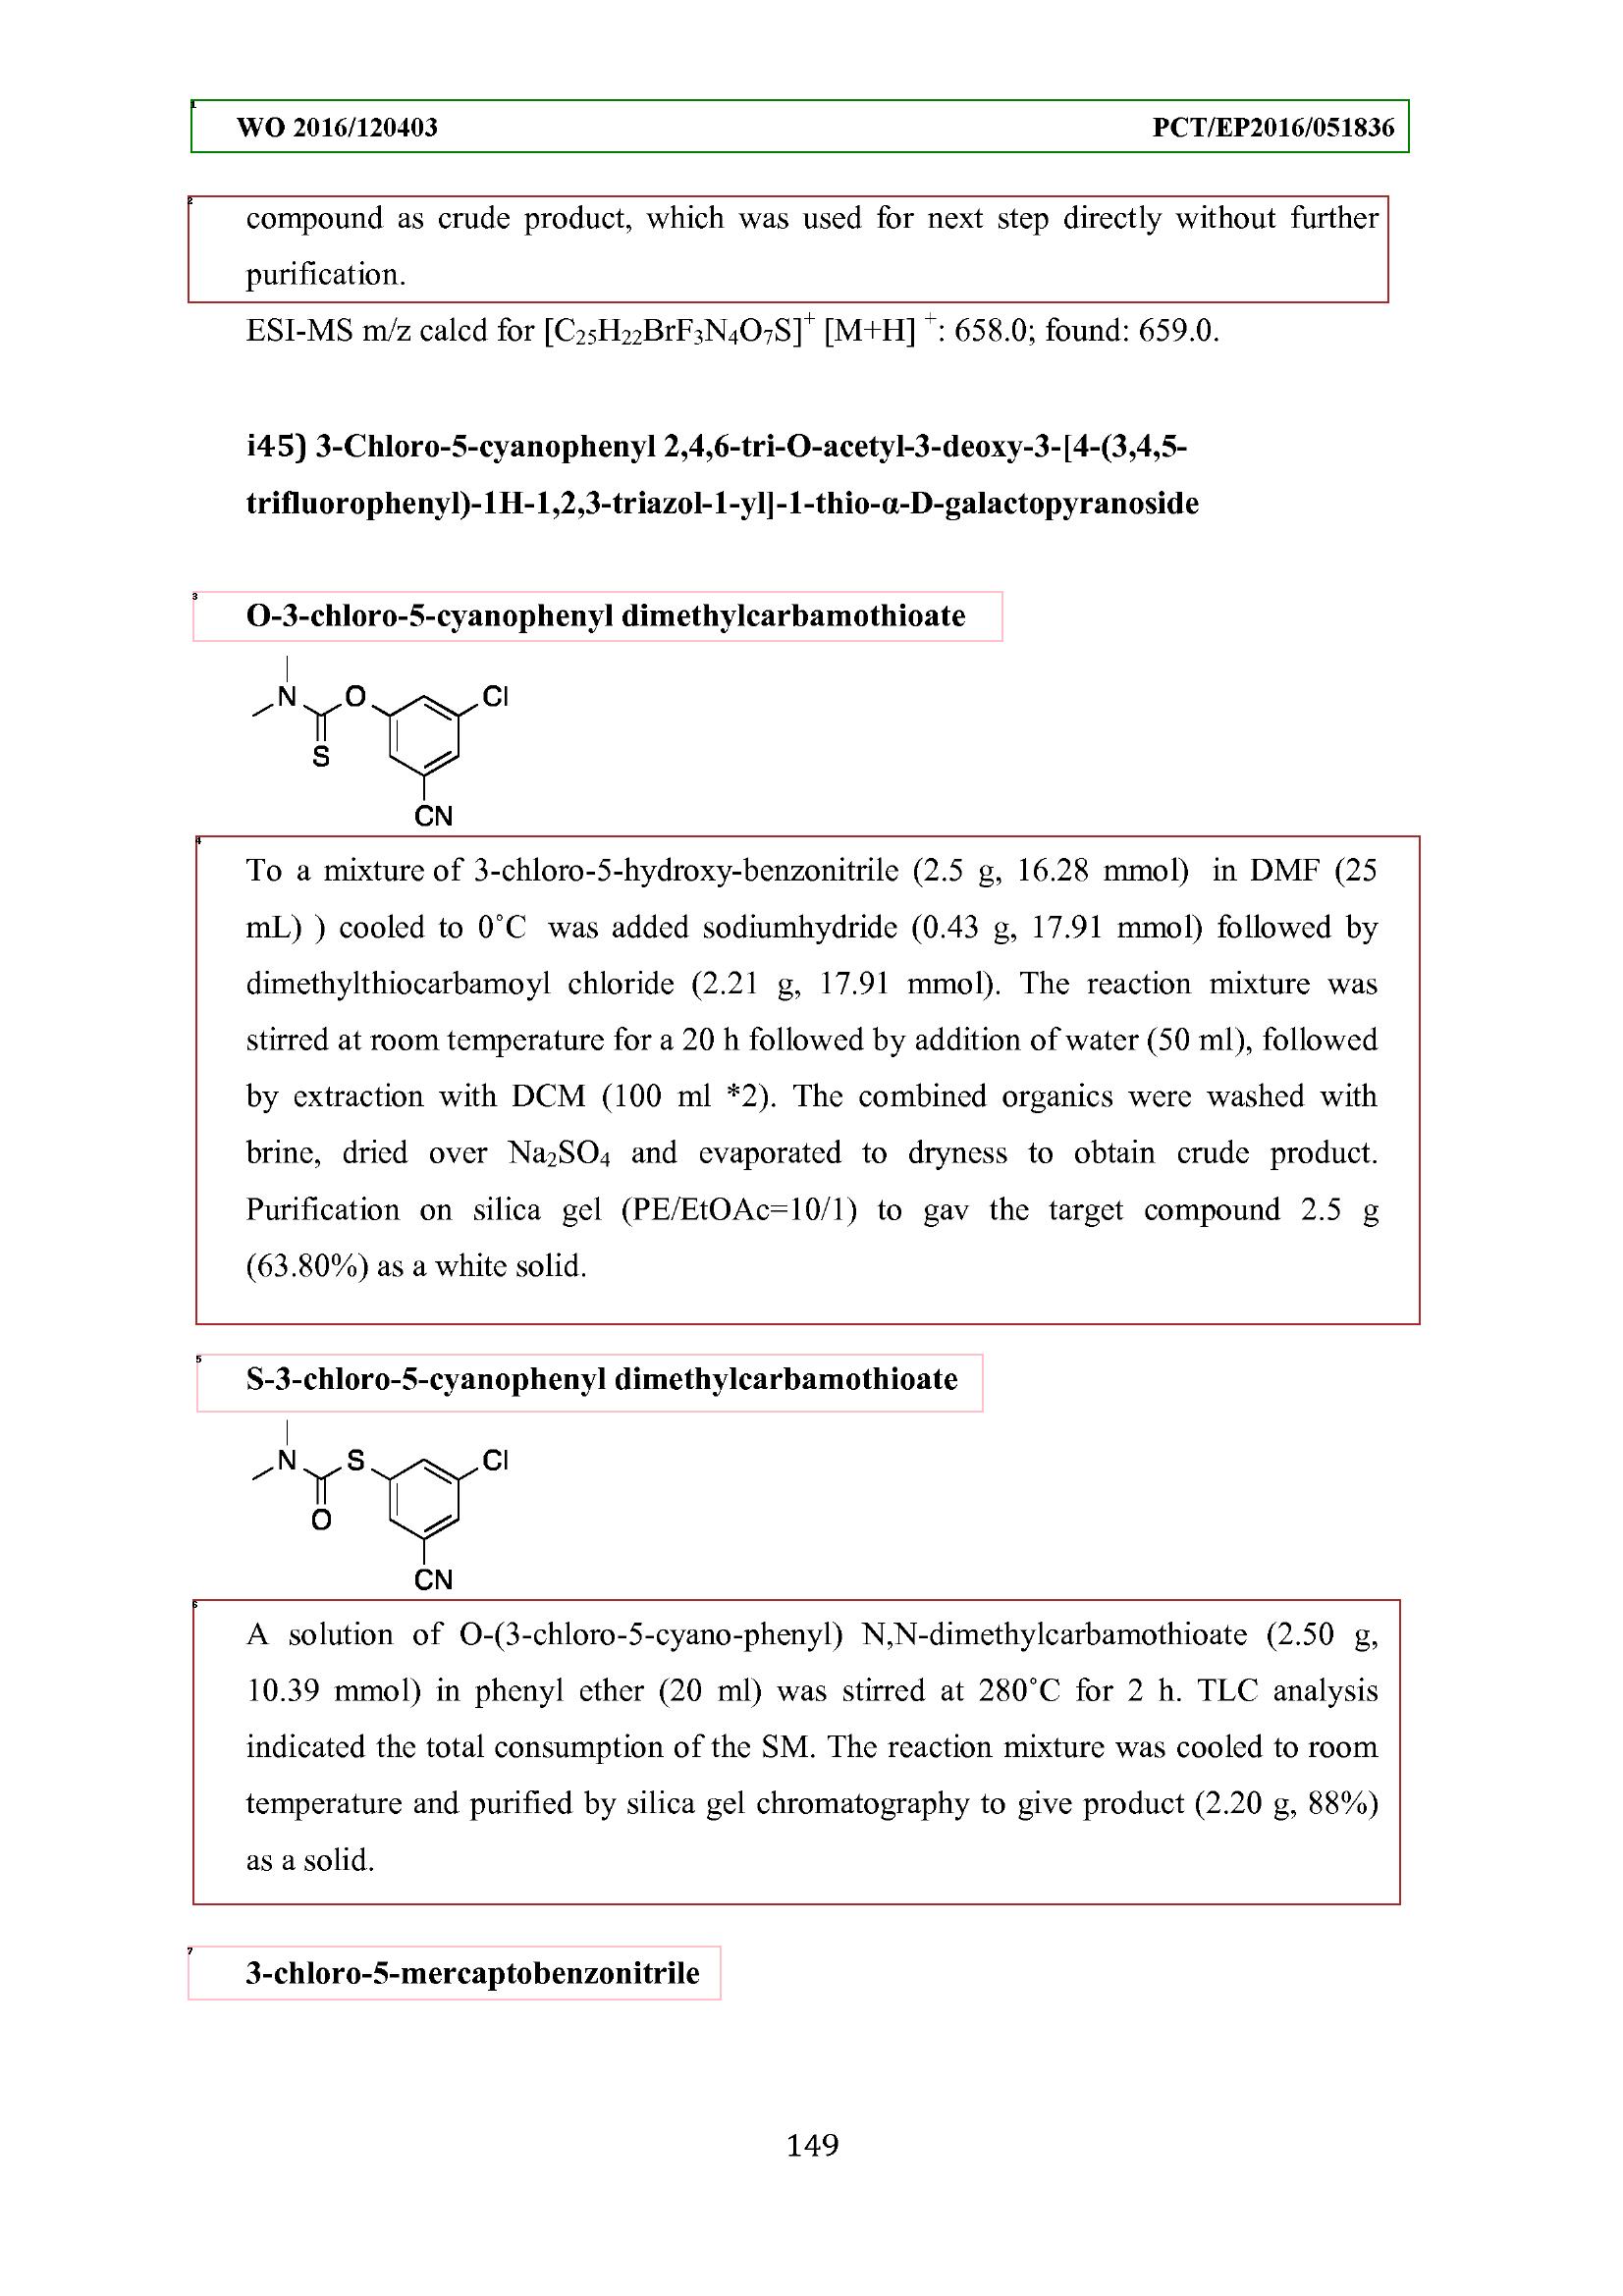 1
WO 2016/120403 PCT/EP2016/051836
2
compound as crude product, which was used for next step directly without further
purification.
ESI-MS m/z calcd for [C₂₅H₂₂BrF₃N₄O₇S]⁺ [M+H] ⁺: 658.0; found: 659.0.
i45) 3-Chloro-5-cyanophenyl 2,4,6-tri-O-acetyl-3-deoxy-3-[4-(3,4,5-
trifluorophenyl)-1H-1,2,3-triazol-1-yl]-1-thio-α-D-galactopyranoside
3
O-3-chloro-5-cyanophenyl dimethylcarbamothioate
N O Cl
S
CN
4
To a mixture of 3-chloro-5-hydroxy-benzonitrile (2.5 g, 16.28 mmol) in DMF (25
mL) ) cooled to 0˚C was added sodiumhydride (0.43 g, 17.91 mmol) followed by
dimethylthiocarbamoyl chloride (2.21 g, 17.91 mmol). The reaction mixture was
stirred at room temperature for a 20 h followed by addition of water (50 ml), followed
by extraction with DCM (100 ml *2). The combined organics were washed with
brine, dried over Na₂SO₄ and evaporated to dryness to obtain crude product.
Purification on silica gel (PE/EtOAc=10/1) to gav the target compound 2.5 g
(63.80%) as a white solid.
5
S-3-chloro-5-cyanophenyl dimethylcarbamothioate
N S Cl
O
CN
6
A solution of O-(3-chloro-5-cyano-phenyl) N,N-dimethylcarbamothioate (2.50 g,
10.39 mmol) in phenyl ether (20 ml) was stirred at 280˚C for 2 h. TLC analysis
indicated the total consumption of the SM. The reaction mixture was cooled to room
temperature and purified by silica gel chromatography to give product (2.20 g, 88%)
as a solid.
7
3-chloro-5-mercaptobenzonitrile
149